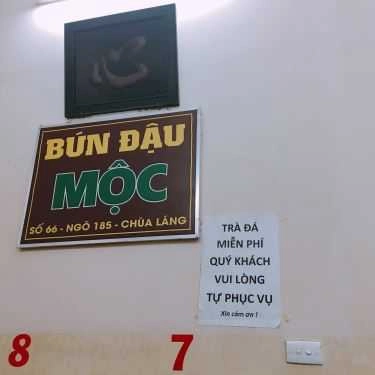 心
BÚN ĐẬU
MỘC
SỐ 66 - NGÕ 185 - CHÙA LÁNG
TRÀ ĐÁ
MIỄN PHÍ
QUÝ KHÁCH
VUI LÒNG
TỰ PHỤC VỤ
Xin cảm ơn !
8
7